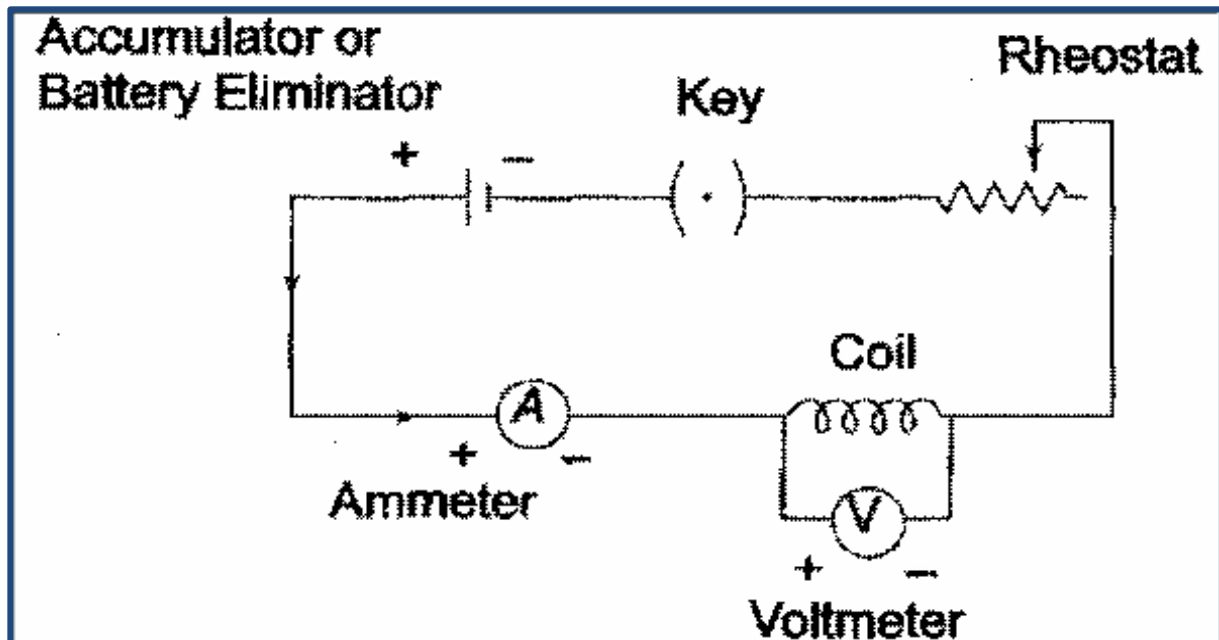 Accumulator or
Battery Eliminator
Rheostat
Key
+ −
Coil
A
+ −
Ammeter
V
+ −
Voltmeter